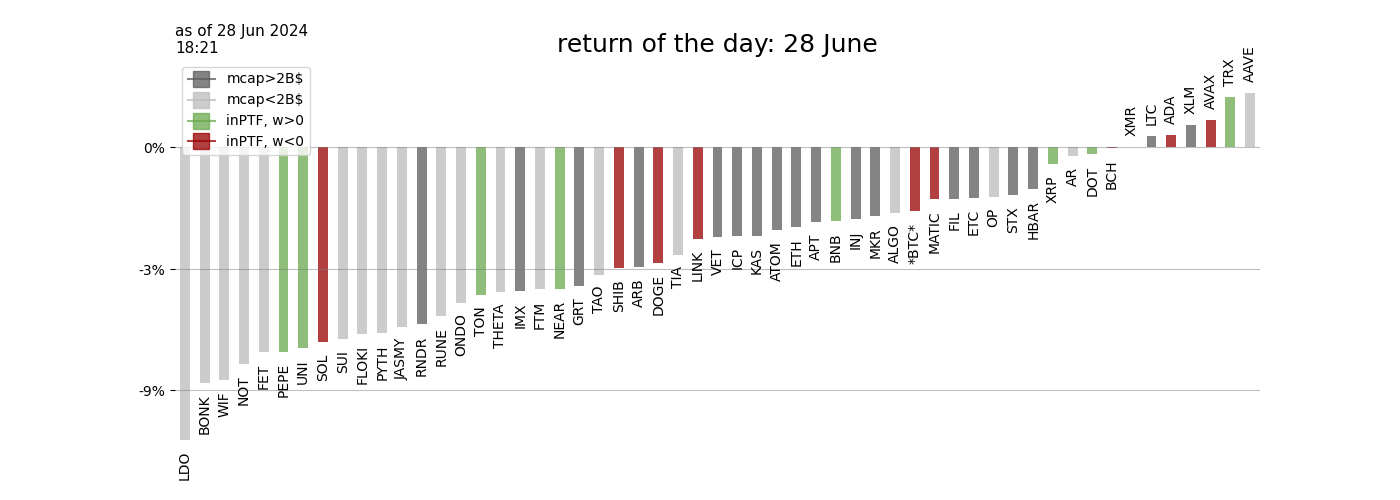 as of 28 Jun 2024
18:21
return of the day: 28 June
mcap>2B$
mcap<2B$
inPTF, w>0
inPTF, w<0
0%
-3%
-9%
LDO
BONK
WIF
NOT
FET
PEPE
UNI
SOL
SUI
FLOKI
PYTH
JASMY
RNDR
RUNE
ONDO
TON
THETA
IMX
FTM
NEAR
GRT
TAO
SHIB
ARB
DOGE
TIA
LINK
VET
ICP
KAS
ATOM
ETH
APT
BNB
INJ
MKR
ALGO
*BTC*
MATIC
FIL
ETC
OP
STX
HBAR
XRP
AR
DOT
BCH
XMR
LTC
ADA
XLM
AVAX
TRX
AAVE